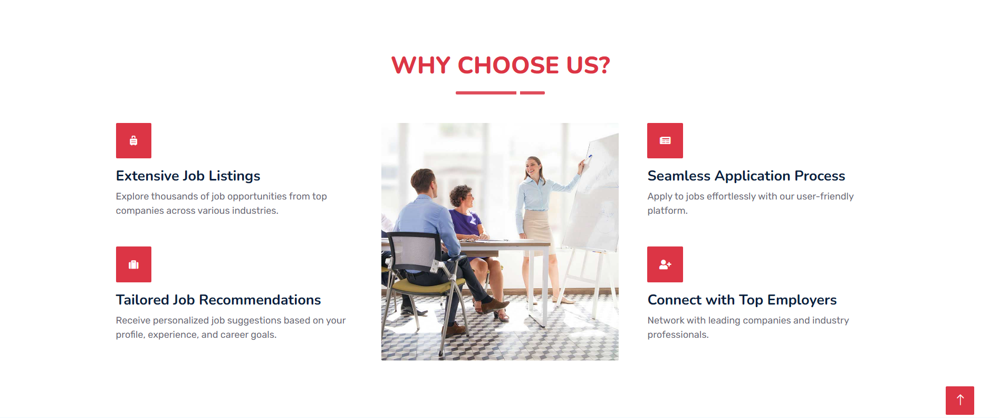 WHY CHOOSE US?
Extensive Job Listings
Explore thousands of job opportunities from top
companies across various industries.
Tailored Job Recommendations
Receive personalized job suggestions based on your
profile, experience, and career goals.
Seamless Application Process
Apply to jobs effortlessly with our user-friendly
platform.
Connect with Top Employers
Network with leading companies and industry
professionals.